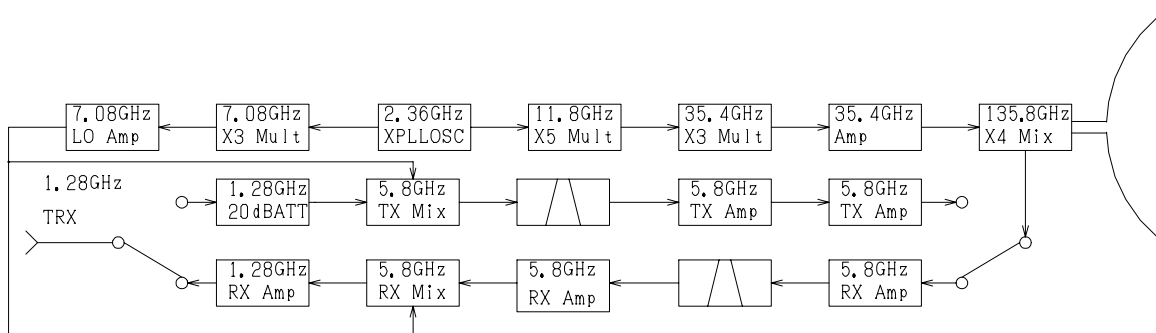 7.08GHz
LO Amp
7.08GHz
X3 Mult
2.36GHz
XPLLOSC
11.8GHz
X5 Mult
35.4GHz
X3 Mult
35.4GHz
Amp
135.8GHz
X4 Mix
1.28GHz
TRX
1.28GHz
20dBATT
5.8GHz
TX Mix
5.8GHz
TX Amp
5.8GHz
TX Amp
1.28GHz
RX Amp
5.8GHz
RX Mix
5.8GHz
RX Amp
5.8GHz
RX Amp